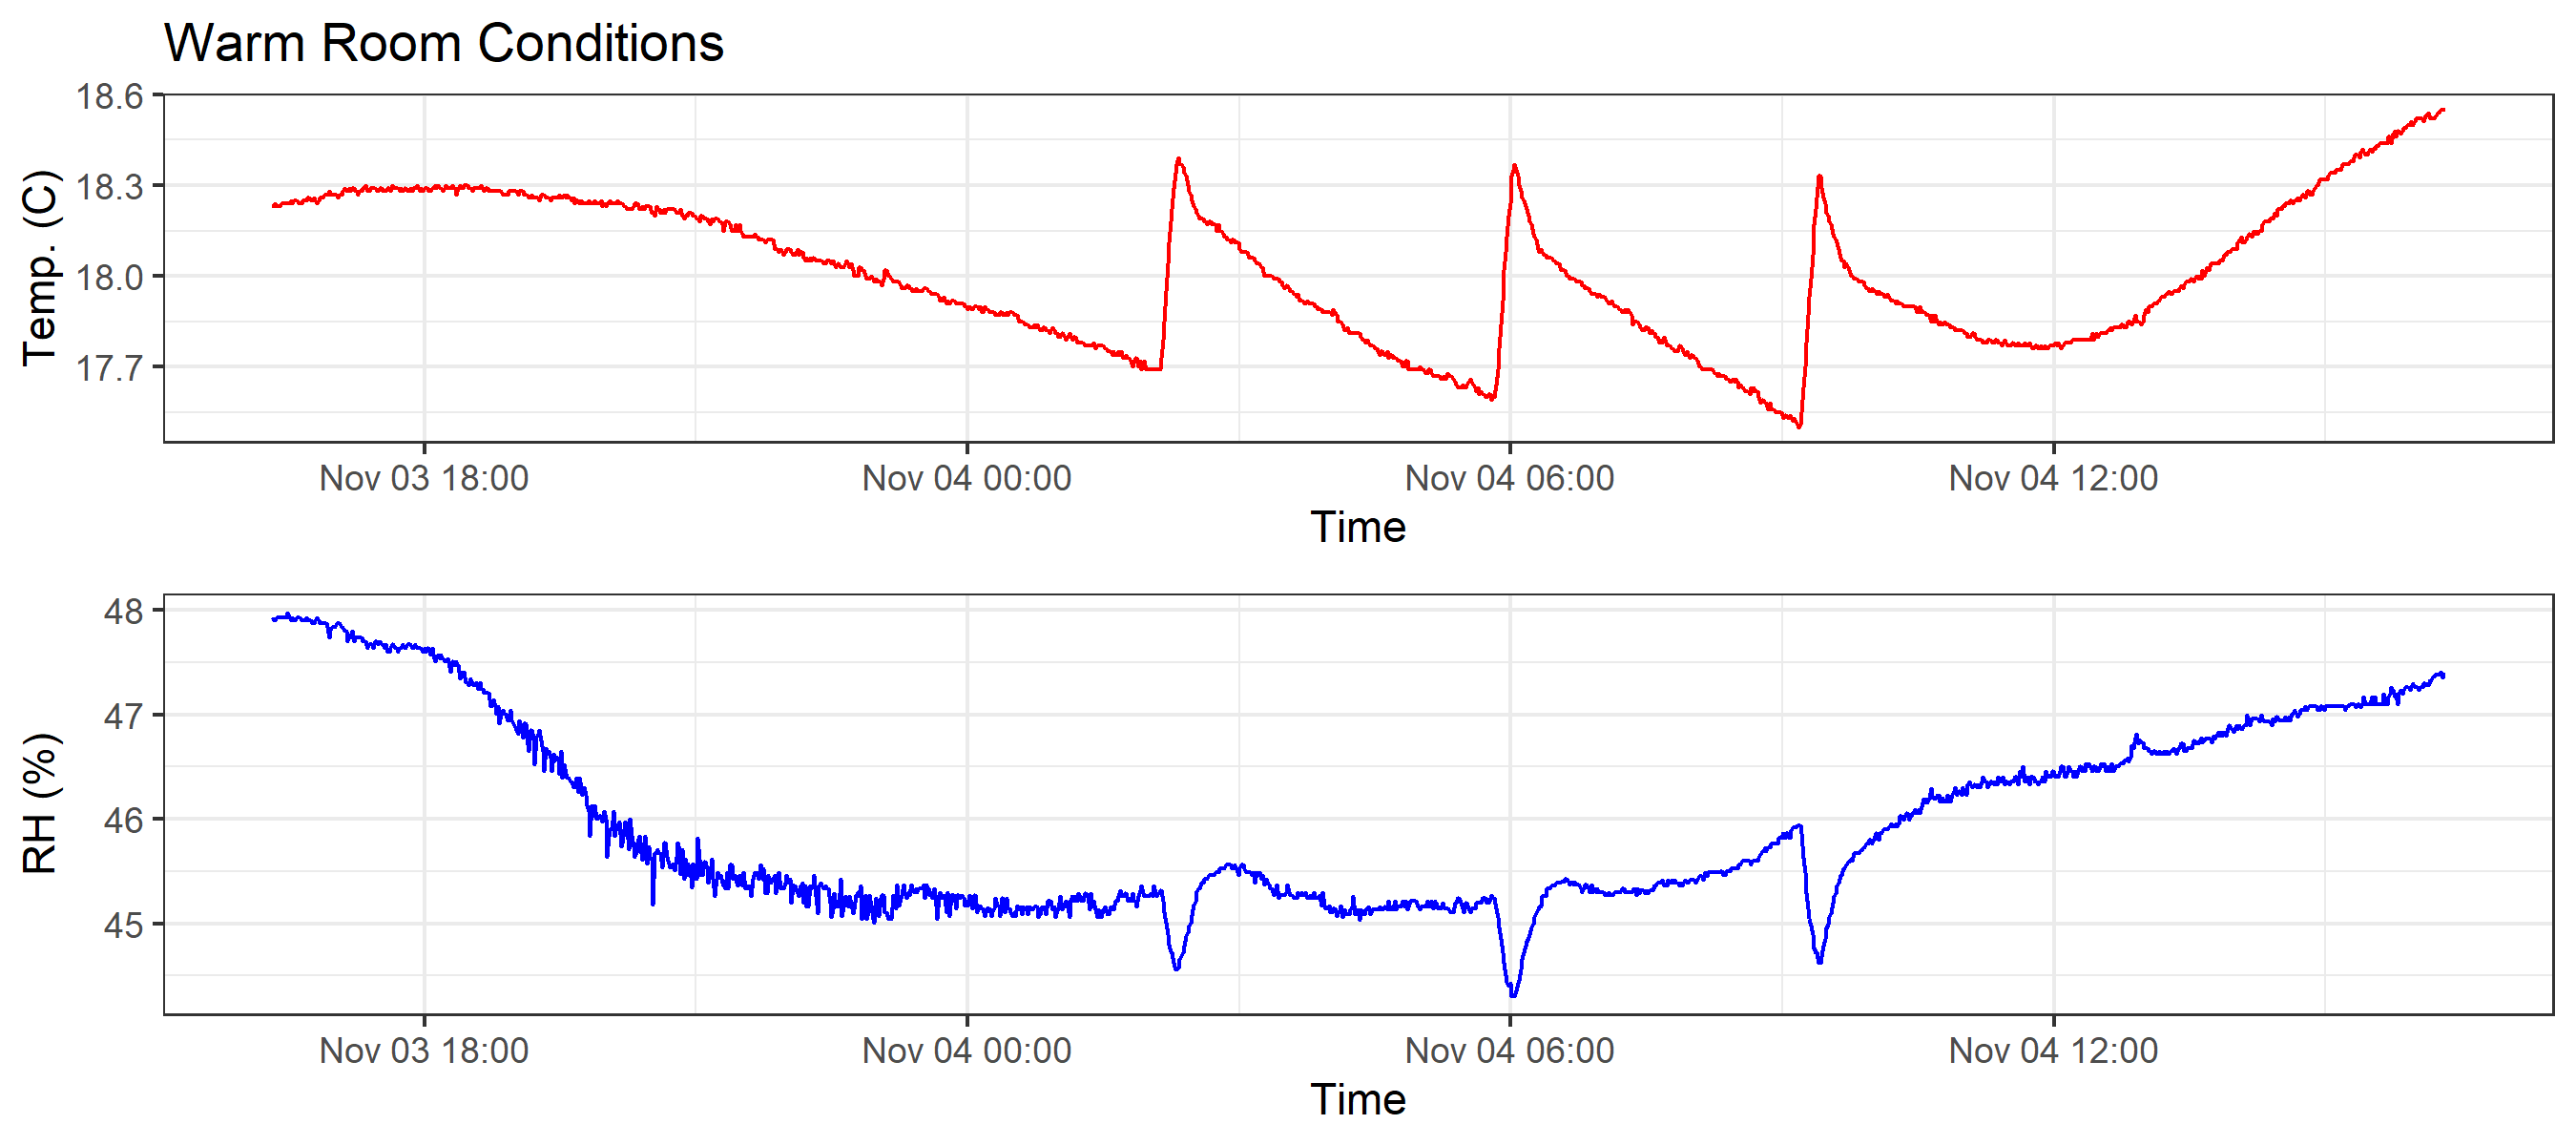 Warm Room Conditions
Temp. (C)
18.6
18.3
18.0
17.7
Nov 03 18:00 Nov 04 00:00 Nov 04 06:00 Nov 04 12:00
Time
RH (%)
48
47
46
45
Nov 03 18:00 Nov 04 00:00 Nov 04 06:00 Nov 04 12:00
Time